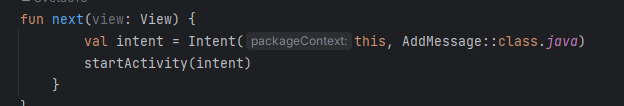 fun next(view: View) {
val intent = Intent( packageContext: this, AddMessage::class.java)
startActivity(intent)
}
}